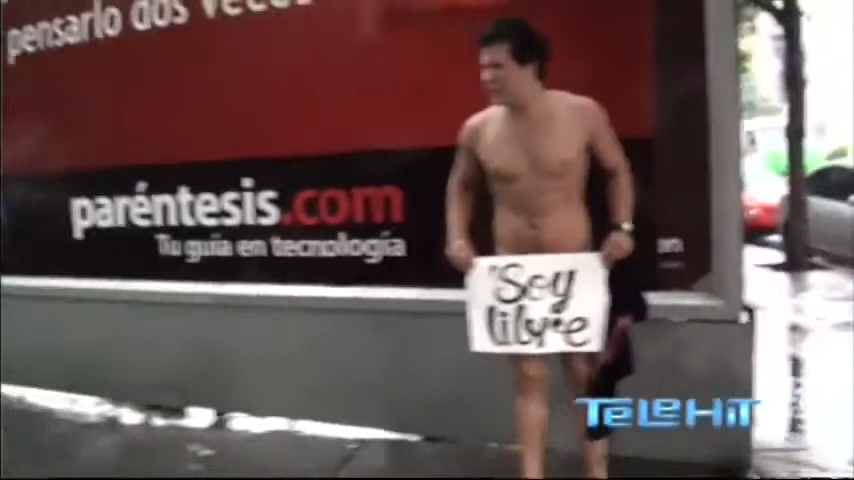 pensarlo dos veces
paréntesis.com
Tu guía en tecnología
'Soy
libre
TELEHIT